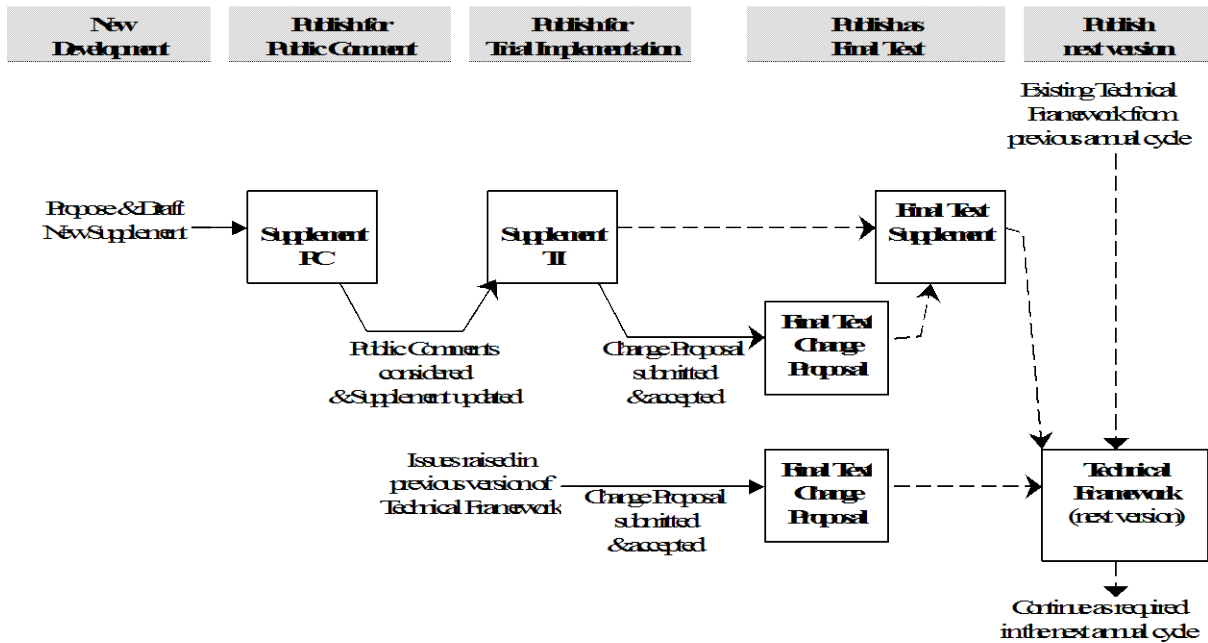 New
Development
Publish for
Public Comment
Publish for
Trial Implementation
Publish as
Final Text
Publish
next version
Existing Technical
Framework from
previous annual cycle
Propose & Draft
New Supplement
Supplement
PC
Supplement
TI
Final Text
Supplement
Public Comments
considered
& Supplement updated
Change Proposal
submitted
& accepted
Final Text
Change
Proposal
Issues raised in
previous version of
Technical Framework
Change Proposal
submitted
& accepted
Final Text
Change
Proposal
Technical
Framework
(next version)
Continue as required
in the next annual cycle